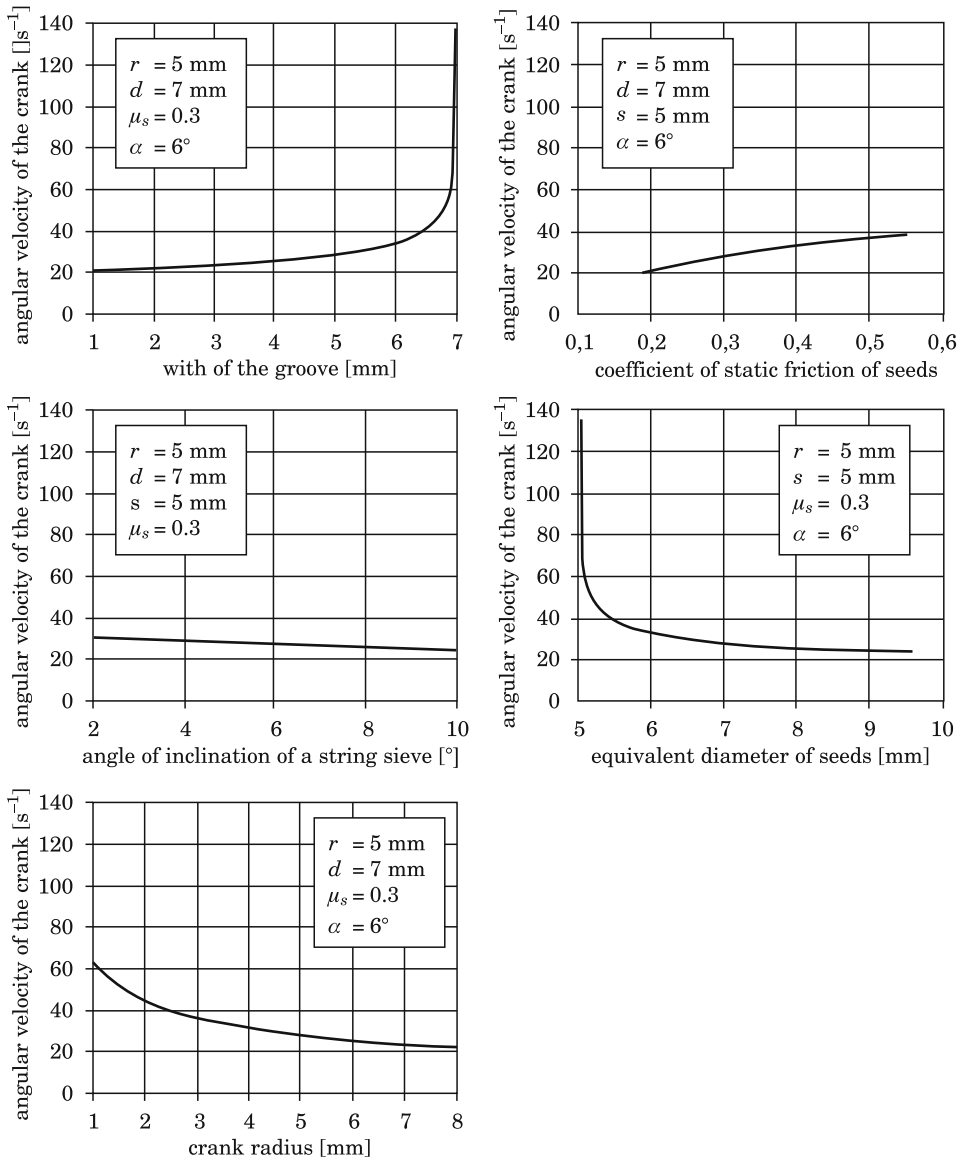 angular velocity of the crank []s⁻¹]
140
120
100
80
60
40
20
0
r = 5 mm
d = 7 mm
μs = 0.3
α = 6°
1 2 3 4 5 6 7
with of the groove [mm]
angular velocity of the crank [s⁻¹]
140
120
100
80
60
40
20
0
r = 5 mm
d = 7 mm
s = 5 mm
α = 6°
0,1 0,2 0,3 0,4 0,5 0,6
coefficient of static friction of seeds
angular velocity of the crank [s⁻¹]
140
120
100
80
60
40
20
0
r = 5 mm
d = 7 mm
s = 5 mm
μs = 0.3
2 4 6 8 10
angle of inclination of a string sieve [°]
angular velocity of the crank [s⁻¹]
140
120
100
80
60
40
20
0
r = 5 mm
s = 5 mm
μs = 0.3
α = 6°
5 6 7 8 9 10
equivalent diameter of seeds [mm]
angular velocity of the crank [s⁻¹]
140
120
100
80
60
40
20
0
r = 5 mm
d = 7 mm
μs = 0.3
α = 6°
1 2 3 4 5 6 7 8
crank radius [mm]